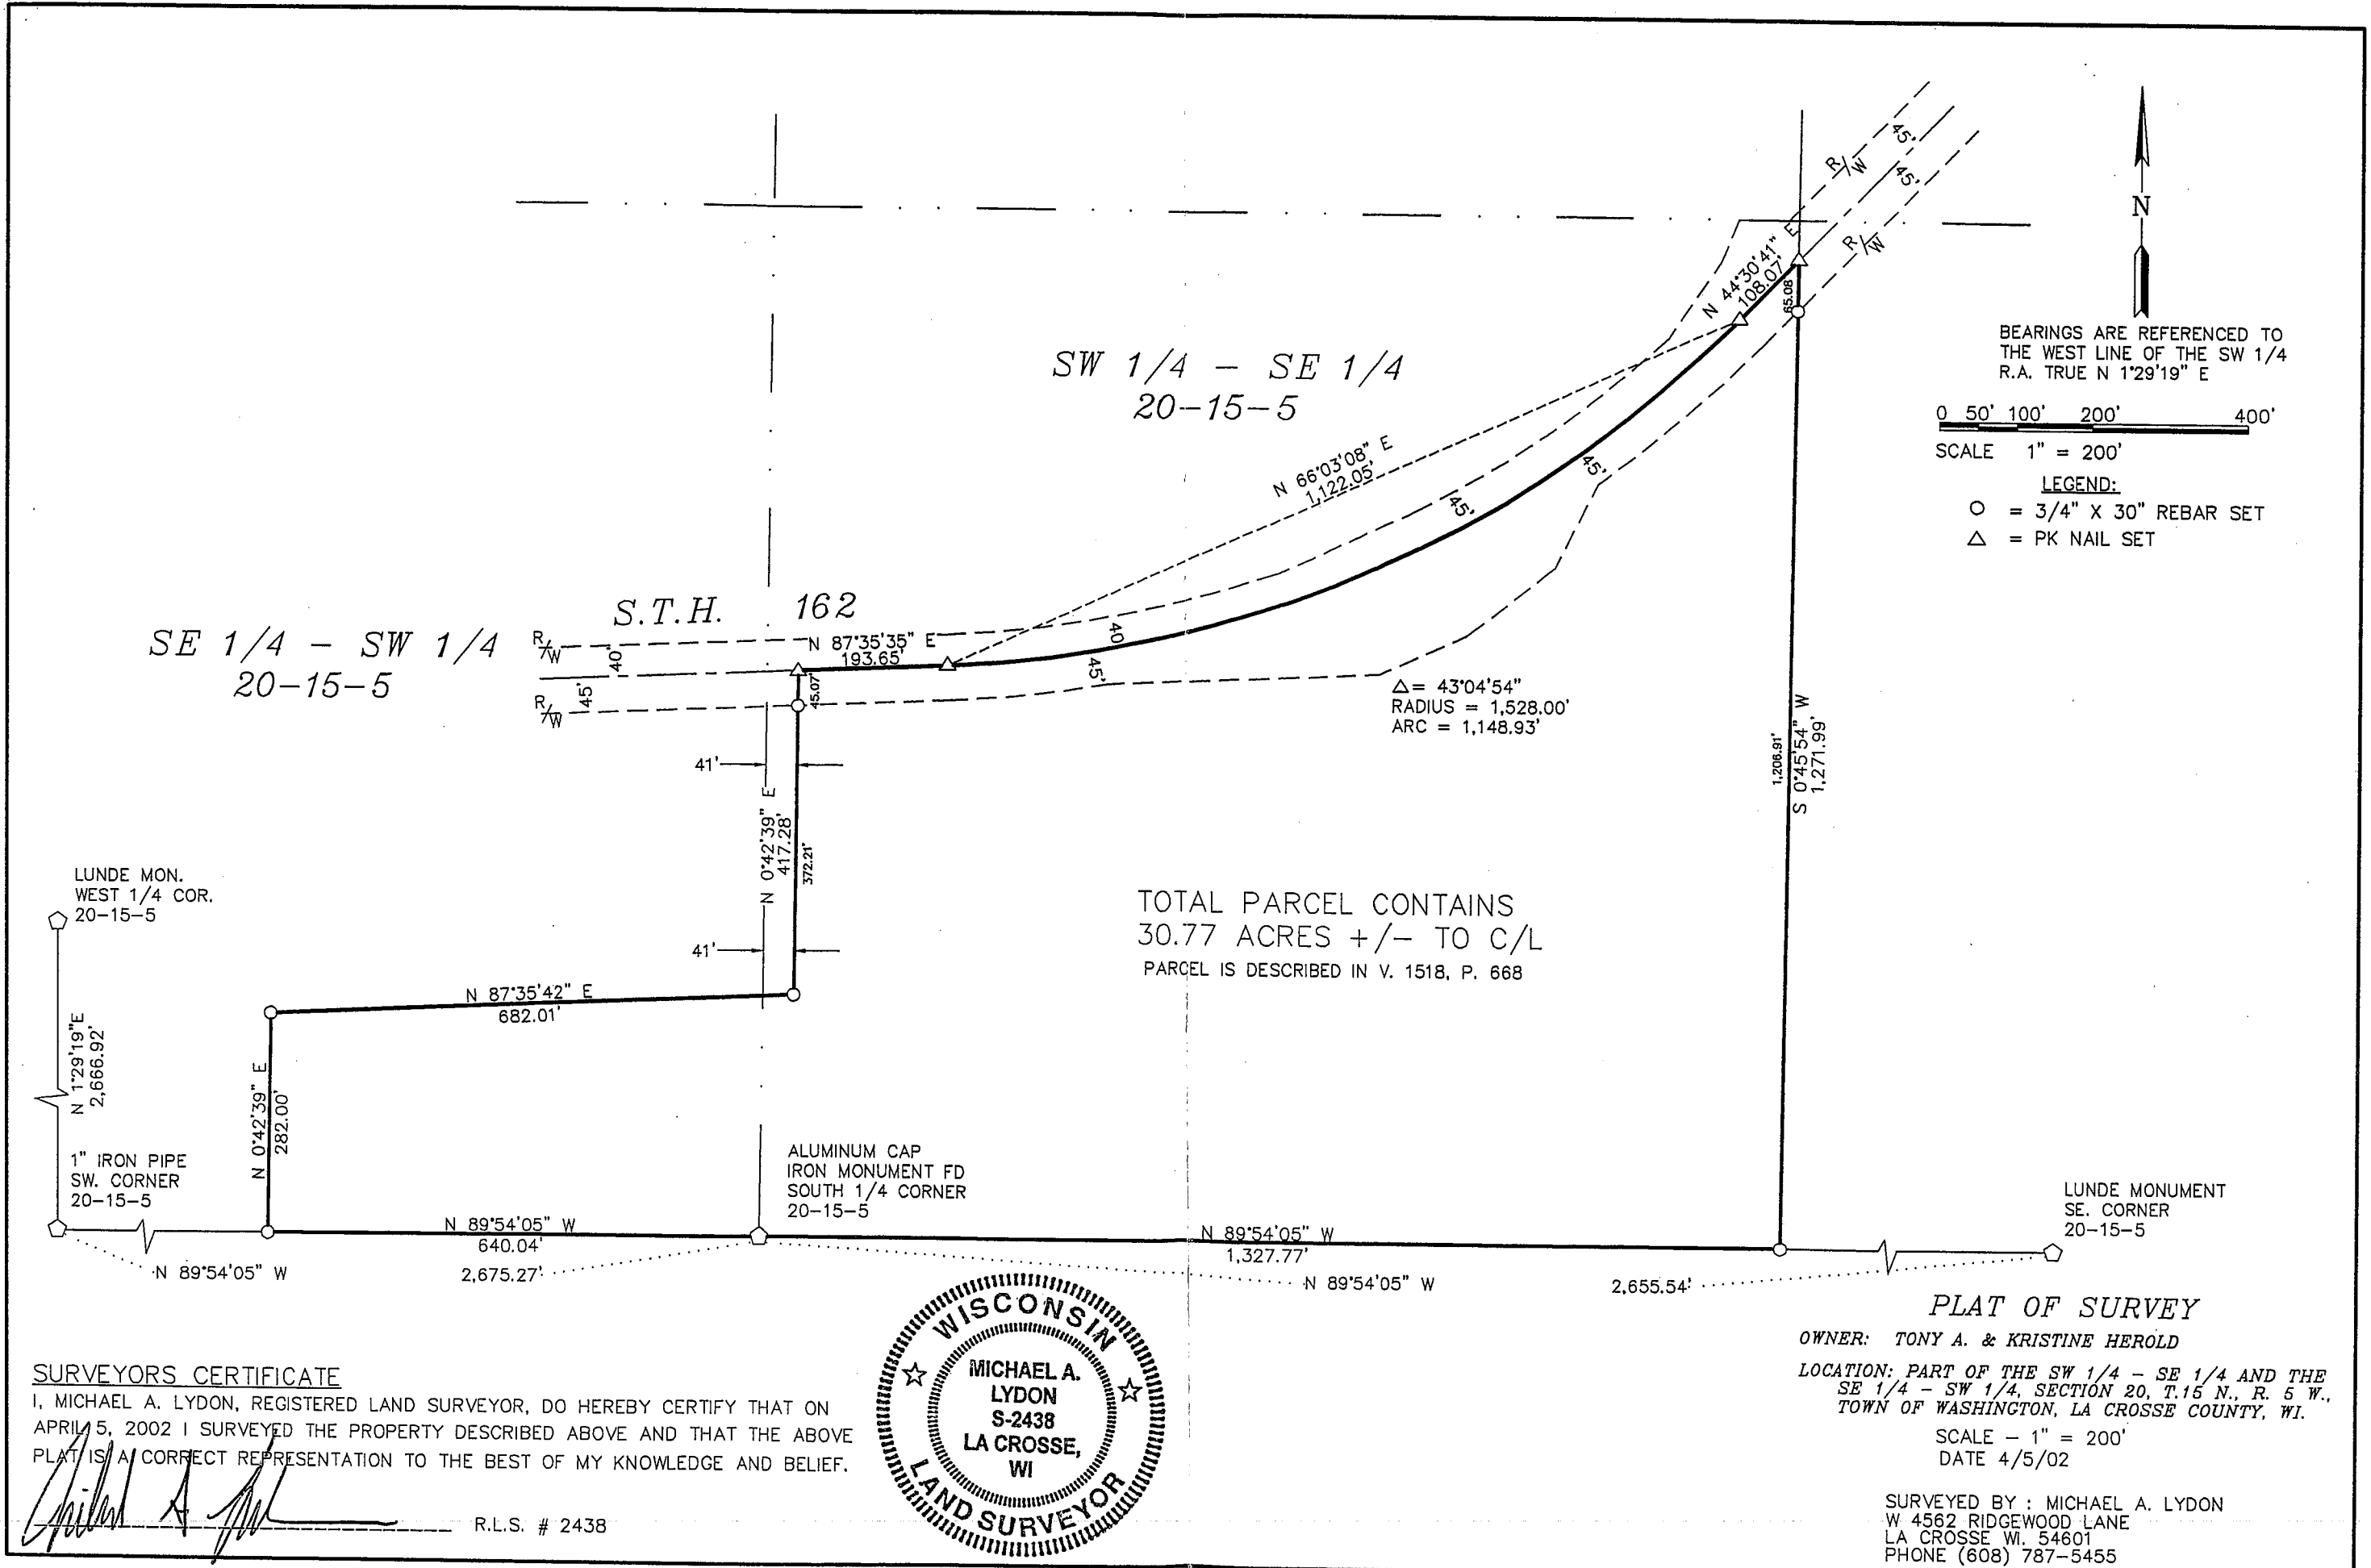 R/W
45'
45'
R/W
N
N 44°30'41" E
108.07'
65.08'
BEARINGS ARE REFERENCED TO
THE WEST LINE OF THE SW 1/4
R.A. TRUE N 1°29'19" E
0 50' 100' 200' 400'
SCALE 1" = 200'
LEGEND:
= 3/4" X 30" REBAR SET
= PK NAIL SET
SW 1/4 - SE 1/4
20-15-5
N 66°03'08" E
1,122.05'
45'
45'
S.T.H. 162
SE 1/4 - SW 1/4
20-15-5
R/W
40'
N 87°35'35" E
193.65'
40
45'
R/W
45'
45.07'
Δ= 43°04'54"
RADIUS = 1,528.00'
ARC = 1,148.93'
41'
N 0°42'39" E
417.28'
372.21'
41'
1,206.91'
S 0°45'54" W
1,271.99'
LUNDE MON.
WEST 1/4 COR.
20-15-5
TOTAL PARCEL CONTAINS
30.77 ACRES +/- TO C/L
PARCEL IS DESCRIBED IN V. 1518, P. 668
N 87°35'42" E
682.01'
N 1°29'19"E
2,666.92'
N 0°42'39" E
282.00'
1" IRON PIPE
SW. CORNER
20-15-5
ALUMINUM CAP
IRON MONUMENT FD
SOUTH 1/4 CORNER
20-15-5
LUNDE MONUMENT
SE. CORNER
20-15-5
N 89°54'05" W
640.04'
N 89°54'05" W
1,327.77'
N 89°54'05" W
2,675.27'
N 89°54'05" W
2,655.54'
PLAT OF SURVEY
OWNER: TONY A. & KRISTINE HEROLD
LOCATION: PART OF THE SW 1/4 - SE 1/4 AND THE
SE 1/4 - SW 1/4, SECTION 20, T.15 N., R. 5 W.,
TOWN OF WASHINGTON, LA CROSSE COUNTY, WI.
SCALE - 1" = 200'
DATE 4/5/02
SURVEYED BY : MICHAEL A. LYDON
W 4562 RIDGEWOOD LANE
LA CROSSE WI. 54601
PHONE (608) 787-5455
WISCONSIN
MICHAEL A.
LYDON
S-2438
LA CROSSE,
WI
LAND SURVEYOR
SURVEYORS CERTIFICATE
I, MICHAEL A. LYDON, REGISTERED LAND SURVEYOR, DO HEREBY CERTIFY THAT ON
APRIL 5, 2002 I SURVEYED THE PROPERTY DESCRIBED ABOVE AND THAT THE ABOVE
PLAT IS A CORRECT REPRESENTATION TO THE BEST OF MY KNOWLEDGE AND BELIEF.
R.L.S. # 2438